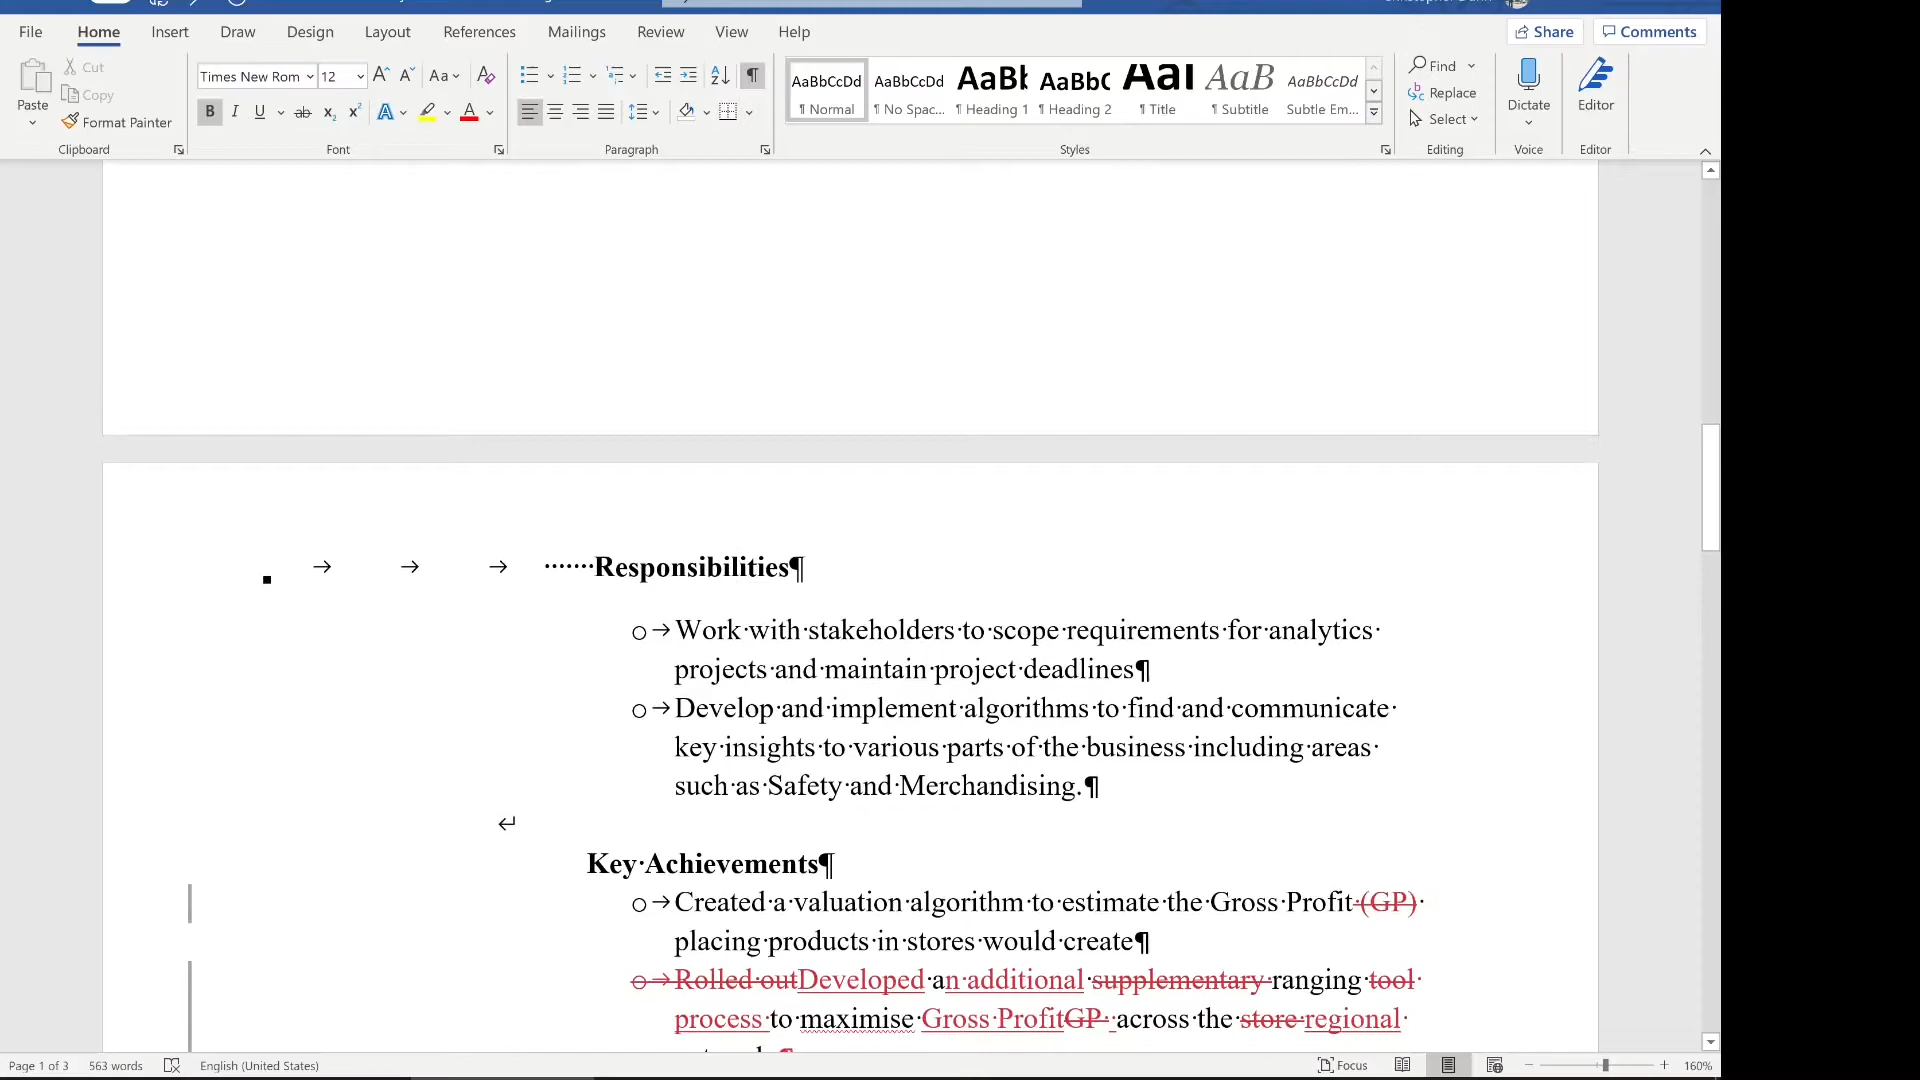 File Home Insert Draw Design Layout References Mailings Review View Help Share Comments
Paste Cut Copy Format Painter
Times New Rom 12
AaBbCcDd AaBbCcDd AaBb AaBbC AaI AaB AaBbCcDd
¶ Normal ¶ No Spac... ¶ Heading 1 ¶ Heading 2 ¶ Title ¶ Subtitle Subtle Em...
Find Replace Select
Dictate Editor
Clipboard Font Paragraph Styles Editing Voice Editor
Responsibilities¶
Work with stakeholders to scope requirements for analytics
projects and maintain project deadlines¶
Develop and implement algorithms to find and communicate
key insights to various parts of the business including areas
such as Safety and Merchandising.¶
Key Achievements¶
Created a valuation algorithm to estimate the Gross Profit (GP)
placing products in stores would create¶
Rolled outDeveloped an additional supplementary ranging tool
process to maximise Gross ProfitGP across the store regional
Page 1 of 3 563 words English (United States) Focus 160%